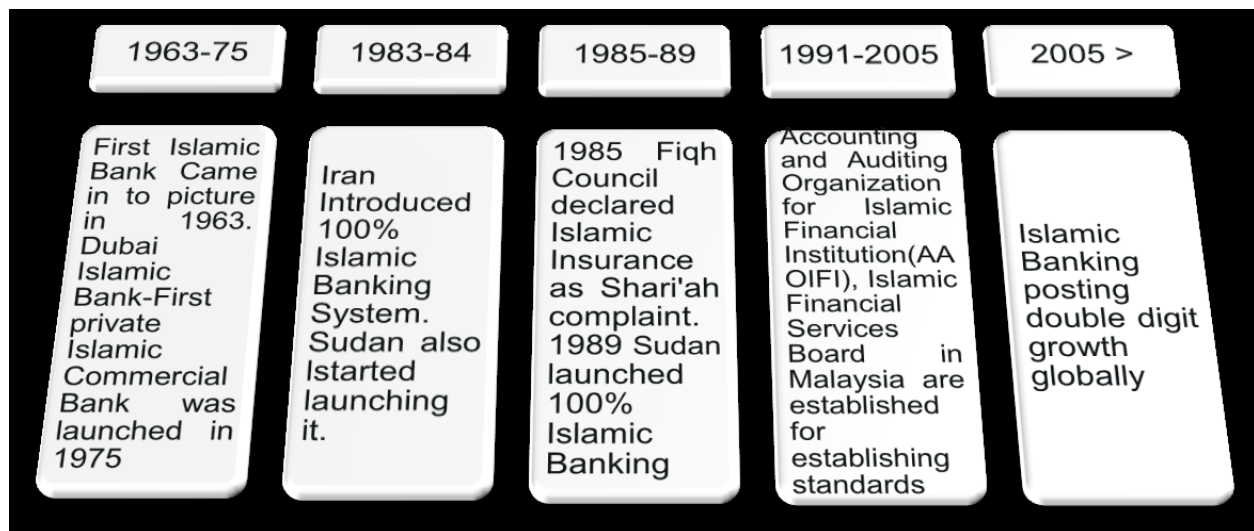 1963-75
1983-84
1985-89
1991-2005
2005 >
First Islamic
Bank Came
in to picture
in 1963.
Dubai
Islamic
Bank-First
private
Islamic
Commercial
Bank was
launched in
1975
Iran
Introduced
100%
Islamic
Banking
System.
Sudan also
Istarted
launching
it.
1985 Fiqh
Council
declared
Islamic
Insurance
as Shari'ah
complaint.
1989 Sudan
launched
100%
Islamic
Banking
Accounting
and Auditing
Organization
for Islamic
Financial
Institution(AA
OIFI), Islamic
Financial
Services
Board in
Malaysia are
established
for
establishing
standards
Islamic
Banking
posting
double digit
growth
globally